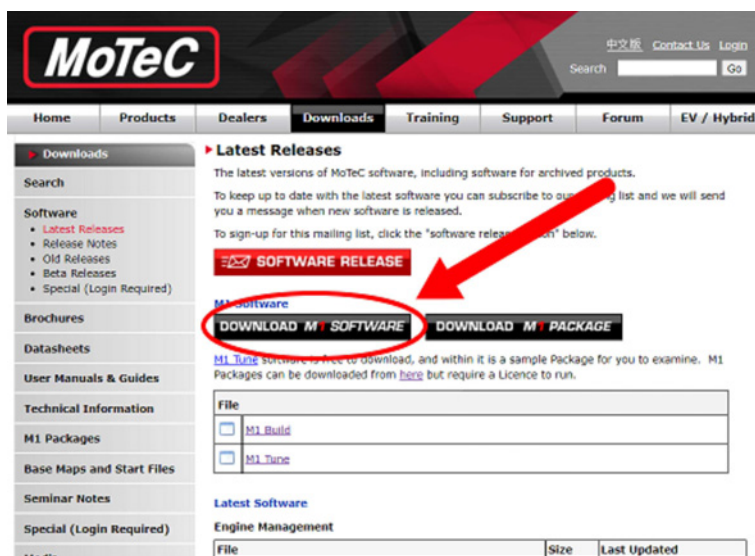 MoTeC
中文版 Contact Us Login
Search Go
Home Products Dealers Downloads Training Support Forum EV / Hybrid
Downloads
Search
Software
Latest Releases
Release Notes
Old Releases
Beta Releases
Special (Login Required)
Brochures
Datasheets
User Manuals & Guides
Technical Information
M1 Packages
Base Maps and Start Files
Seminar Notes
Special (Login Required)
Latest Releases
The latest versions of MoTeC software, including software for archived products.
To keep up to date with the latest software you can subscribe to our list and we will send
you a message when new software is released.
To sign-up for this mailing list, click the "software release below.
SOFTWARE RELEASE
M1 Software
DOWNLOAD M1 SOFTWARE DOWNLOAD M1 PACKAGE
M1 Tune software is free to download, and within it is a sample Package for you to examine. M1
Packages can be downloaded from here but require a Licence to run.
File
M1 Build
M1 Tune
Latest Software
Engine Management
File Size Last Updated